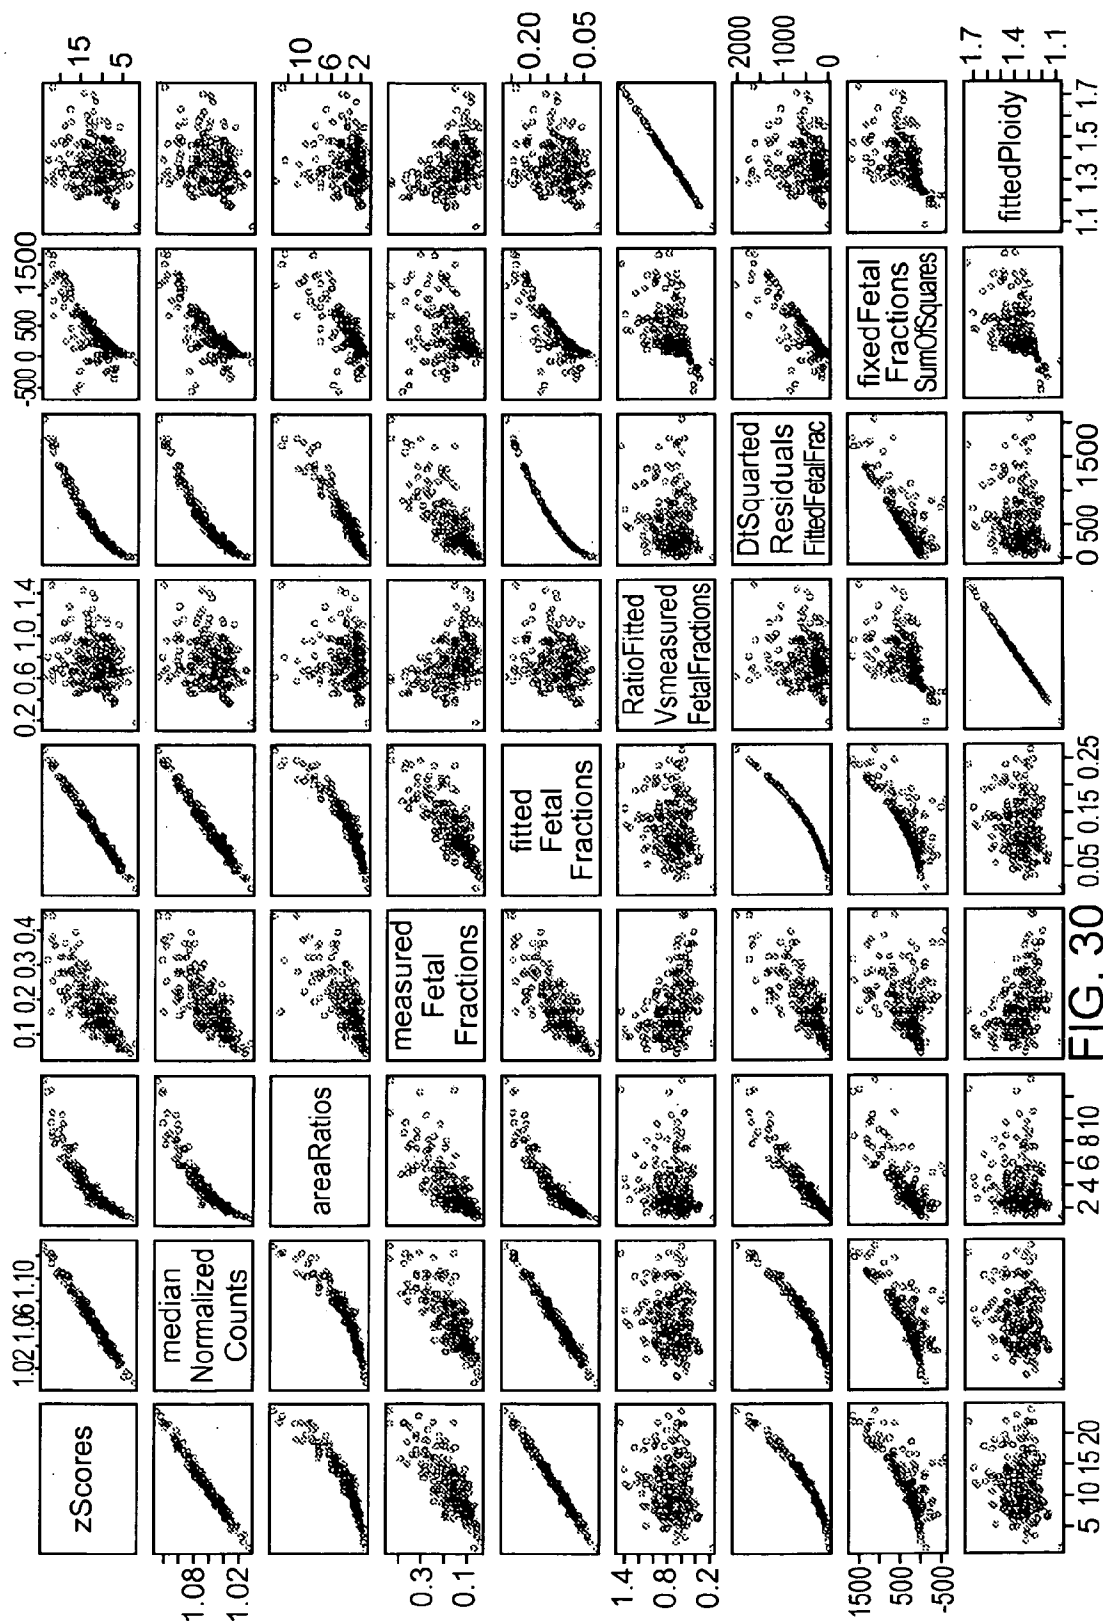 1.02 1.06 1.10
0.1 0.2 0.3 0.4
0.2 0.6 1.0 1.4
-500 0 500 1500
zScores
15
5
1.08
1.02
median
Normalized
Counts
areaRatios
10
6
2
0.3
0.1
measured
Fetal
Fractions
fitted
Fetal
Fractions
0.20
0.05
1.4
0.8
0.2
RatioFitted
Vsmeasured
FetalFractions
DtSquarted
Residuals
FittedFetalFrac
2000
1000
0
1500
500
-500
fixedFetal
Fractions
SumOfSquares
fittedPloidy
1.7
1.4
1.1
5 10 15 20
2 4 6 8 10
0.05 0.15 0.25
0 500 1500
1.1 1.3 1.5 1.7
FIG. 30